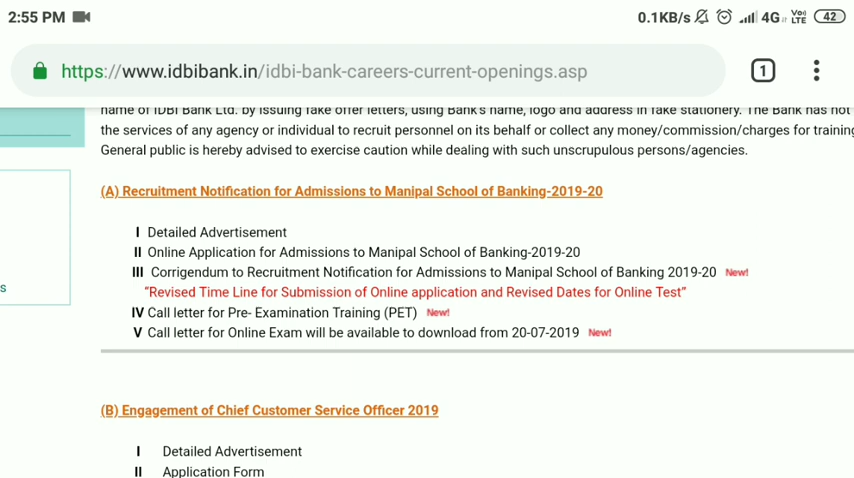 2:55 PM
0.1KB/s 4G Vo) LTE 42
https://www.idbibank.in/idbi-bank-careers-current-openings.asp
1
name of IDBI Bank Ltd. by issuing fake offer letters, using Bank's name, logo and address in fake stationery. The Bank has not
the services of any agency or individual to recruit personnel on its behalf or collect any money/commission/charges for training
General public is hereby advised to exercise caution while dealing with such unscrupulous persons/agencies.
(A) Recruitment Notification for Admissions to Manipal School of Banking-2019-20
I Detailed Advertisement
II Online Application for Admissions to Manipal School of Banking-2019-20
III Corrigendum to Recruitment Notification for Admissions to Manipal School of Banking 2019-20 New!
“Revised Time Line for Submission of Online application and Revised Dates for Online Test”
s
IV Call letter for Pre- Examination Training (PET) New!
V Call letter for Online Exam will be available to download from 20-07-2019 New!
(B) Engagement of Chief Customer Service Officer 2019
I Detailed Advertisement
II Application Form